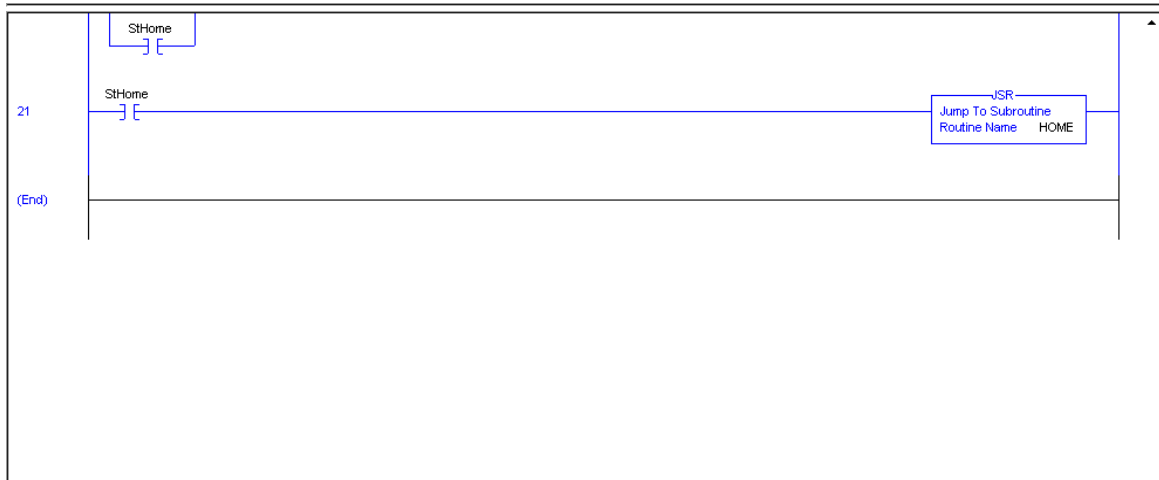 StHome
21
StHome
JSR
Jump To Subroutine
Routine Name HOME
(End)